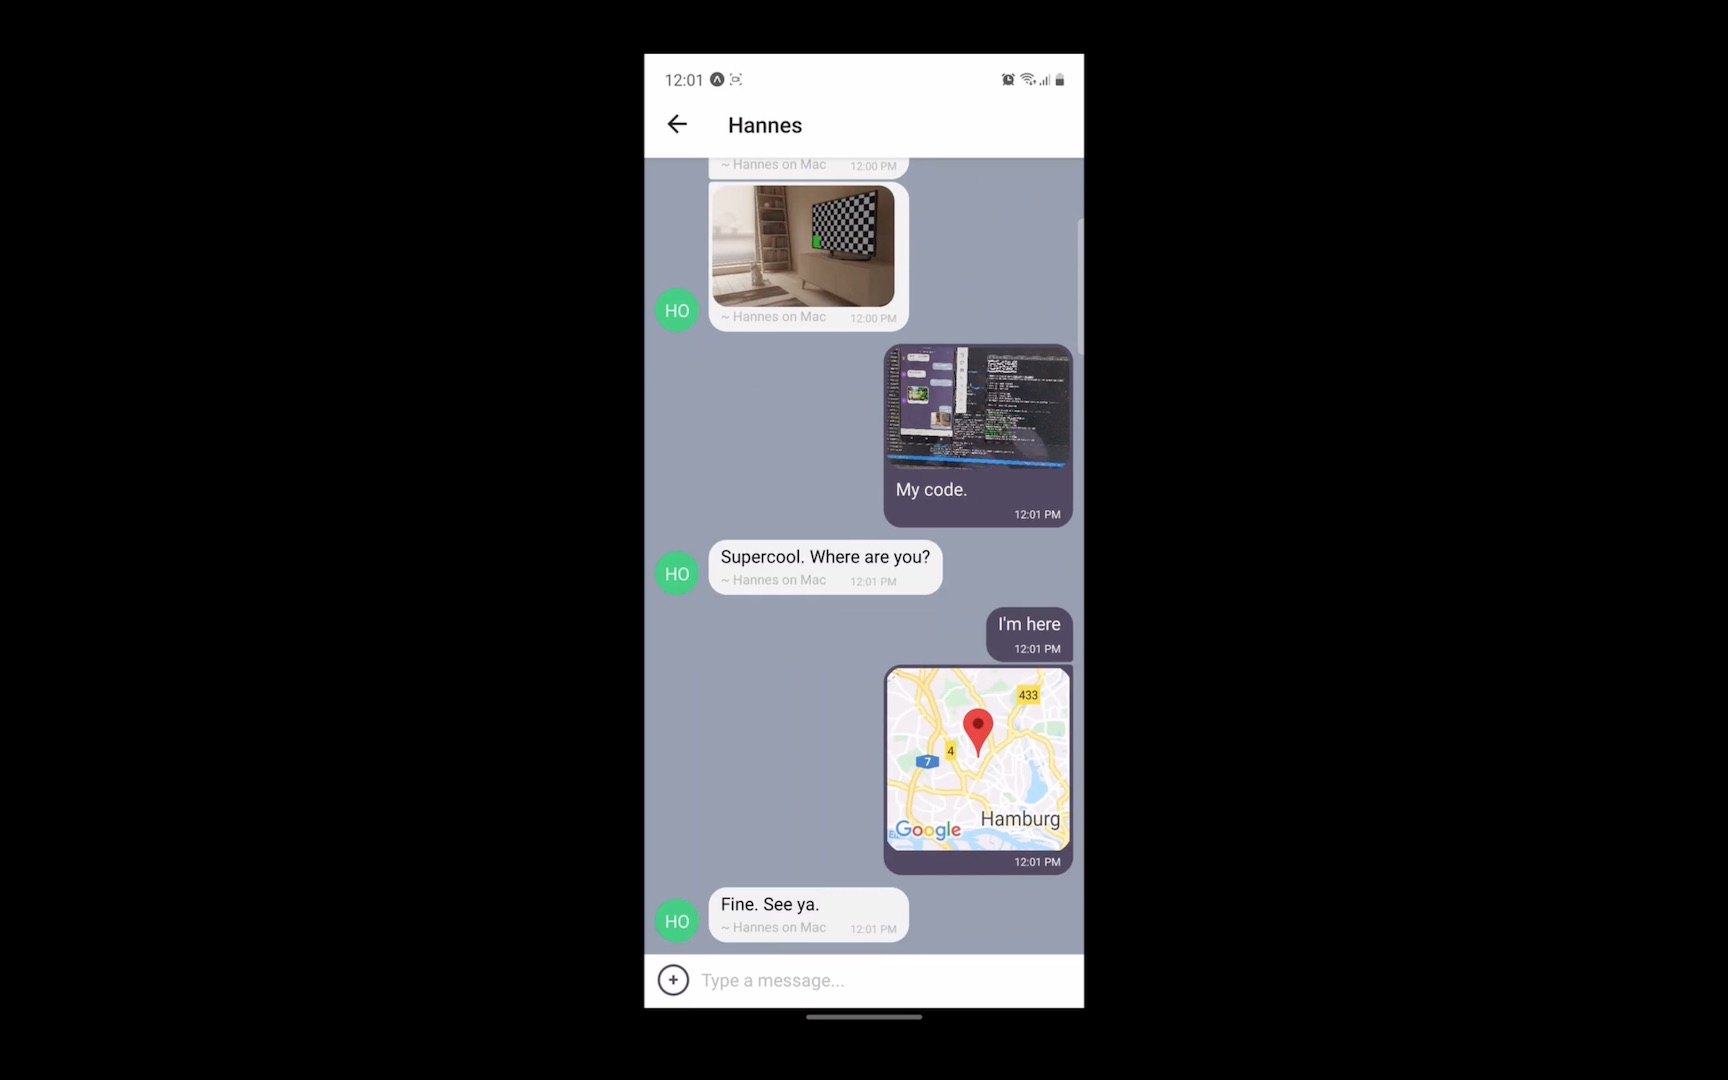 12:01
Hannes
~ Hannes on Mac 12:00 PM
HO
~ Hannes on Mac 12:00 PM
My code.
12:01 PM
HO
Supercool. Where are you?
~ Hannes on Mac 12:01 PM
I'm here
12:01 PM
433
4
7
Hamburg
Google
12:01 PM
HO
Fine. See ya.
~ Hannes on Mac 12:01 PM
Type a message...